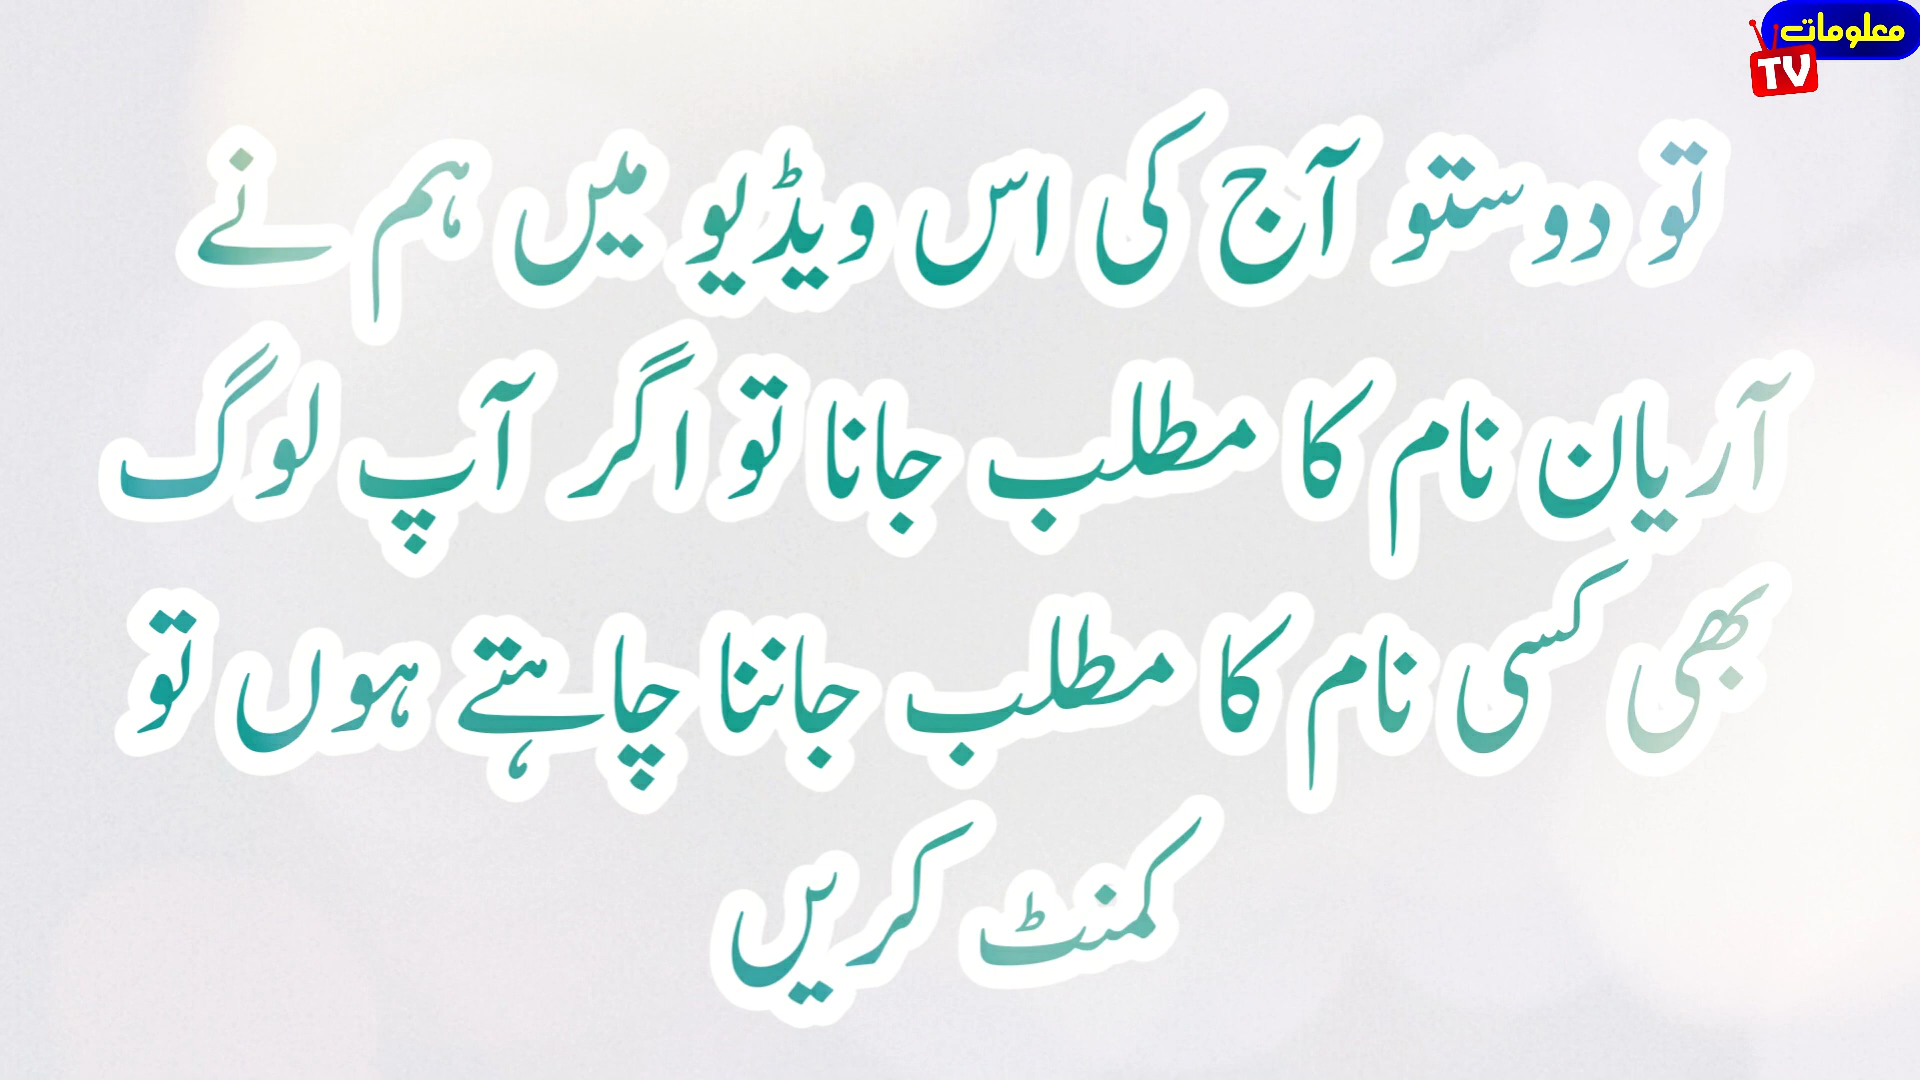 معلومات
TV
تو دوستو آج کی اس ویڈیو میں ہم نے
آریان نام کا مطلب جانا تو اگر آپ لوگ
بھی کسی نام کا مطلب جاننا چاہتے ہوں تو
کمنٹ کریں